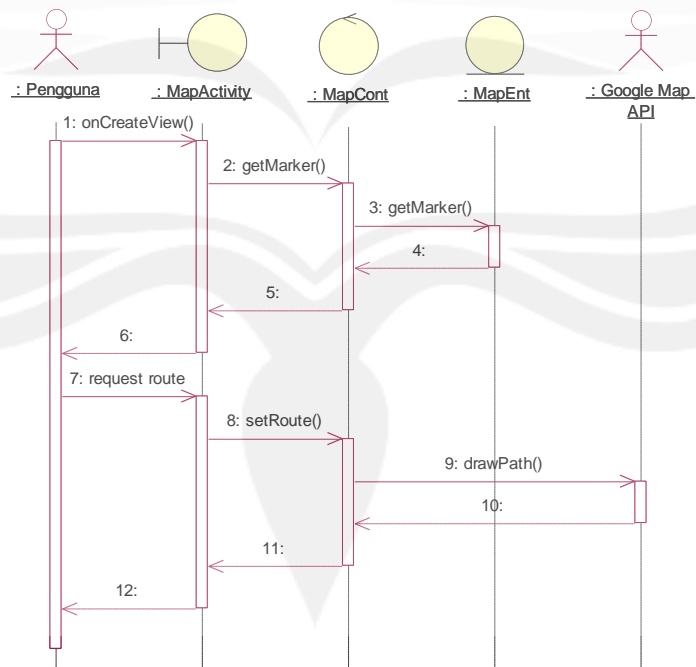 : Pengguna
: MapActivity
: MapCont
: MapEnt
: Google Map
API
1: onCreateView()
2: getMarker()
3: getMarker()
4:
5:
6:
7: request route
8: setRoute()
9: drawPath()
10:
11:
12: